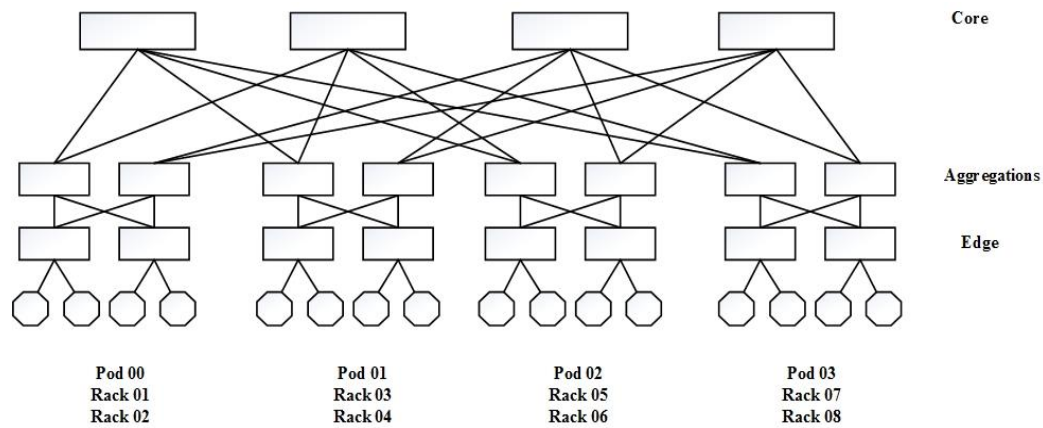 Core
Aggregations
Edge
Pod 00
Rack 01
Rack 02
Pod 01
Rack 03
Rack 04
Pod 02
Rack 05
Rack 06
Pod 03
Rack 07
Rack 08